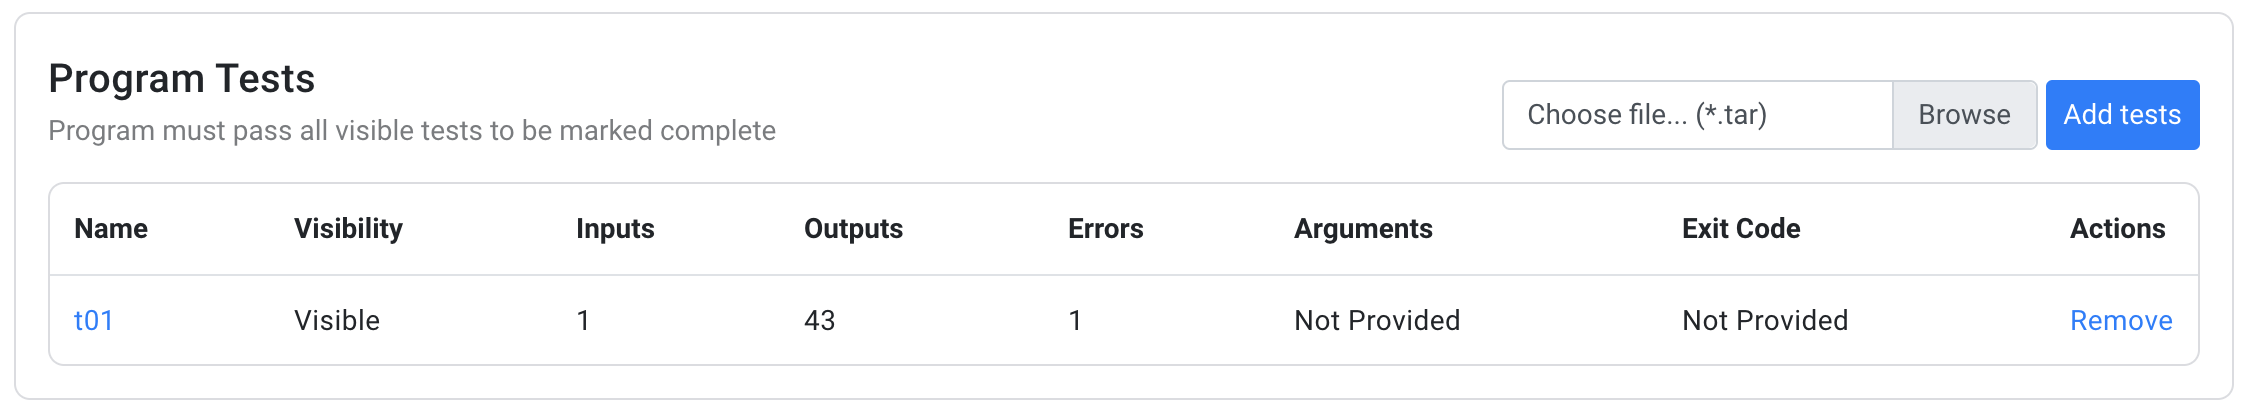 Program Tests
Program must pass all visible tests to be marked complete
Choose file... (*.tar) Browse Add tests
Name Visibility Inputs Outputs Errors Arguments Exit Code Actions
t01 Visible 1 43 1 Not Provided Not Provided Remove